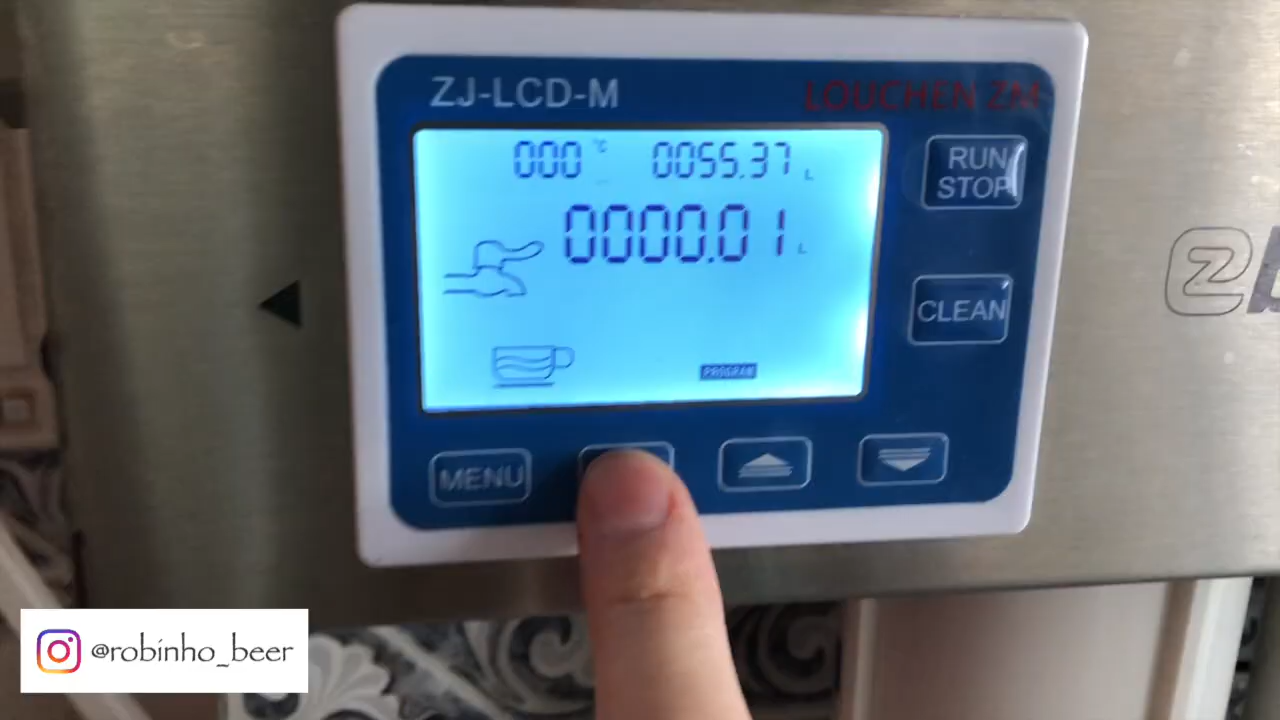 ZJ-LCD-M
LOUCHEN ZM
000 °C
0055.37 L
0000.01 L
PROGRAM
RUN
STOP
CLEAN
MENU
@robinho_beer